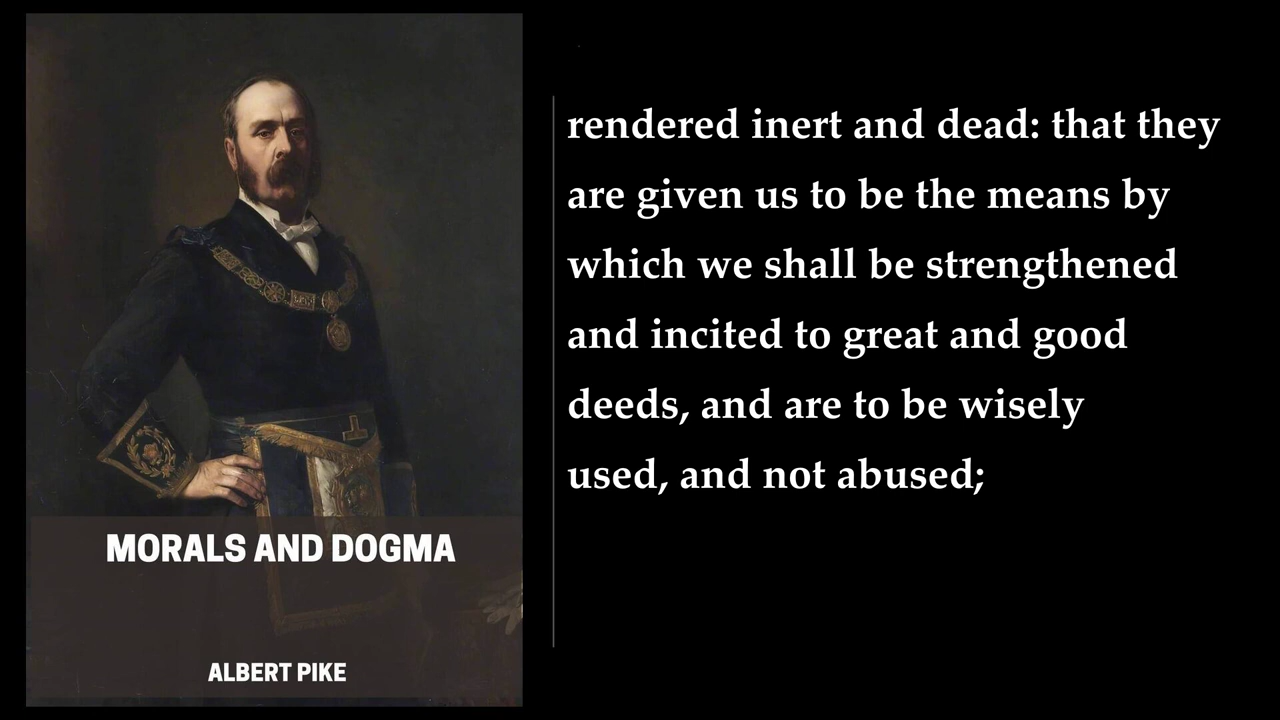 MORALS AND DOGMA
ALBERT PIKE
rendered inert and dead: that they
are given us to be the means by
which we shall be strengthened
and incited to great and good
deeds, and are to be wisely
used, and not abused;